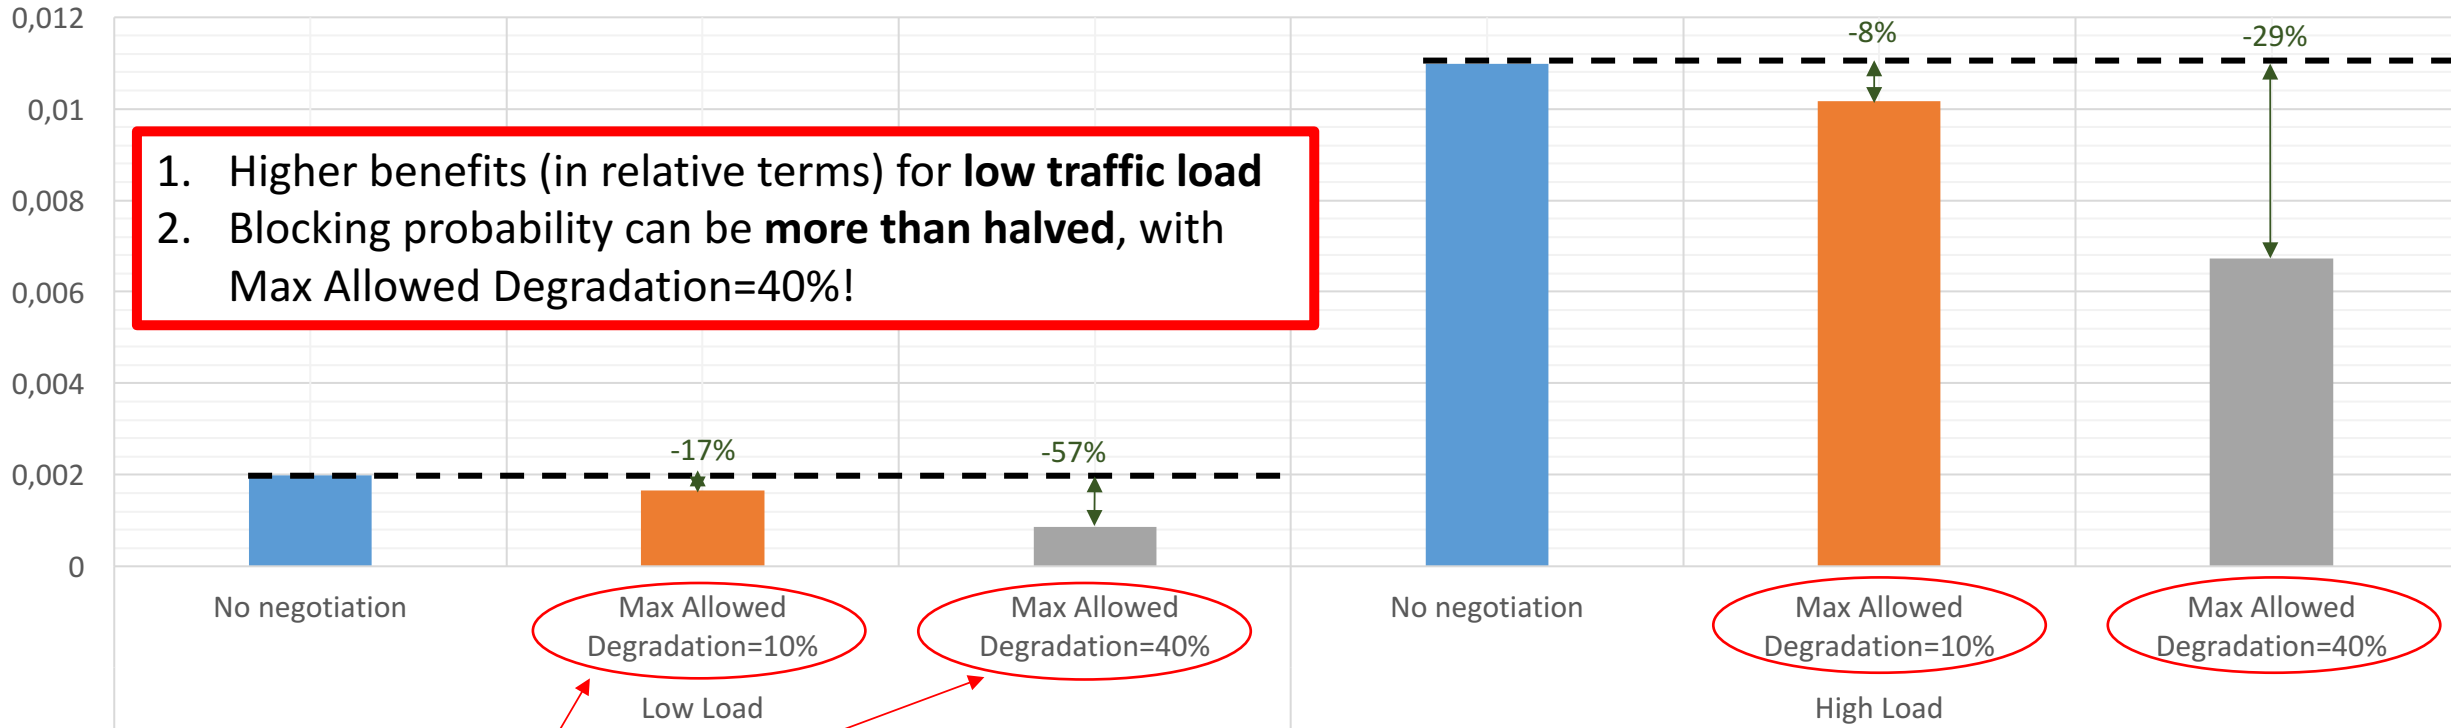 0,012
0,01
0,008
0,006
0,004
0,002
0
1. Higher benefits (in relative terms) for low traffic load
2. Blocking probability can be more than halved, with
Max Allowed Degradation=40%!
-17%
-57%
-8%
-29%
No negotiation
Max Allowed
Degradation=10%
Max Allowed
Degradation=40%
No negotiation
Max Allowed
Degradation=10%
Max Allowed
Degradation=40%
Low Load
High Load